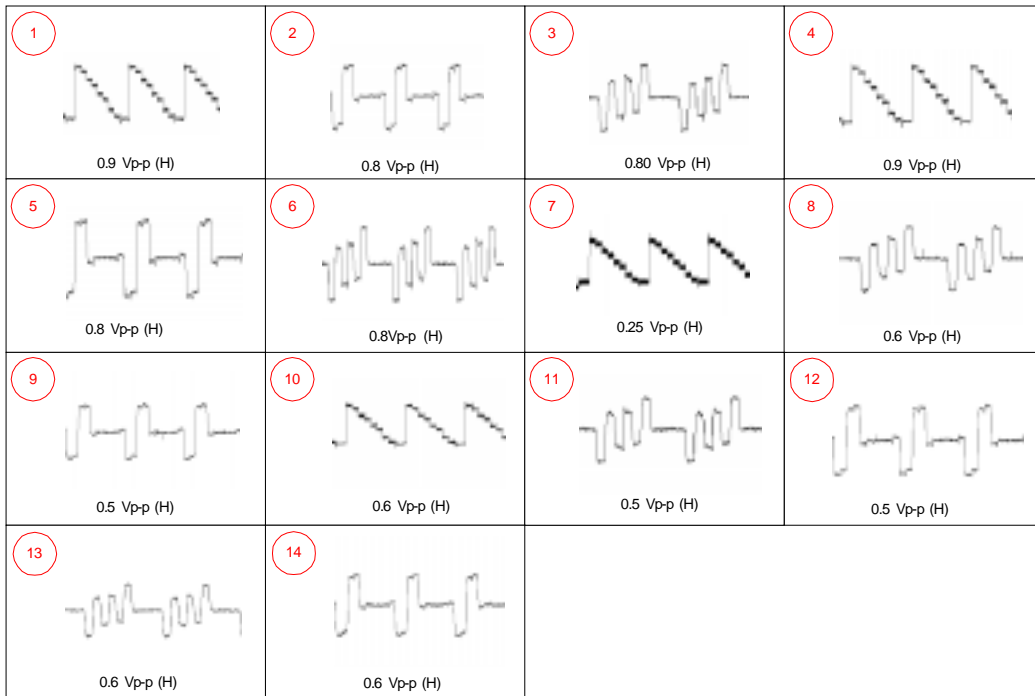 1
0.9 Vp-p (H)
2
0.8 Vp-p (H)
3
0.80 Vp-p (H)
4
0.9 Vp-p (H)
5
0.8 Vp-p (H)
6
0.8Vp-p (H)
7
0.25 Vp-p (H)
8
0.6 Vp-p (H)
9
0.5 Vp-p (H)
10
0.6 Vp-p (H)
11
0.5 Vp-p (H)
12
0.5 Vp-p (H)
13
0.6 Vp-p (H)
14
0.6 Vp-p (H)